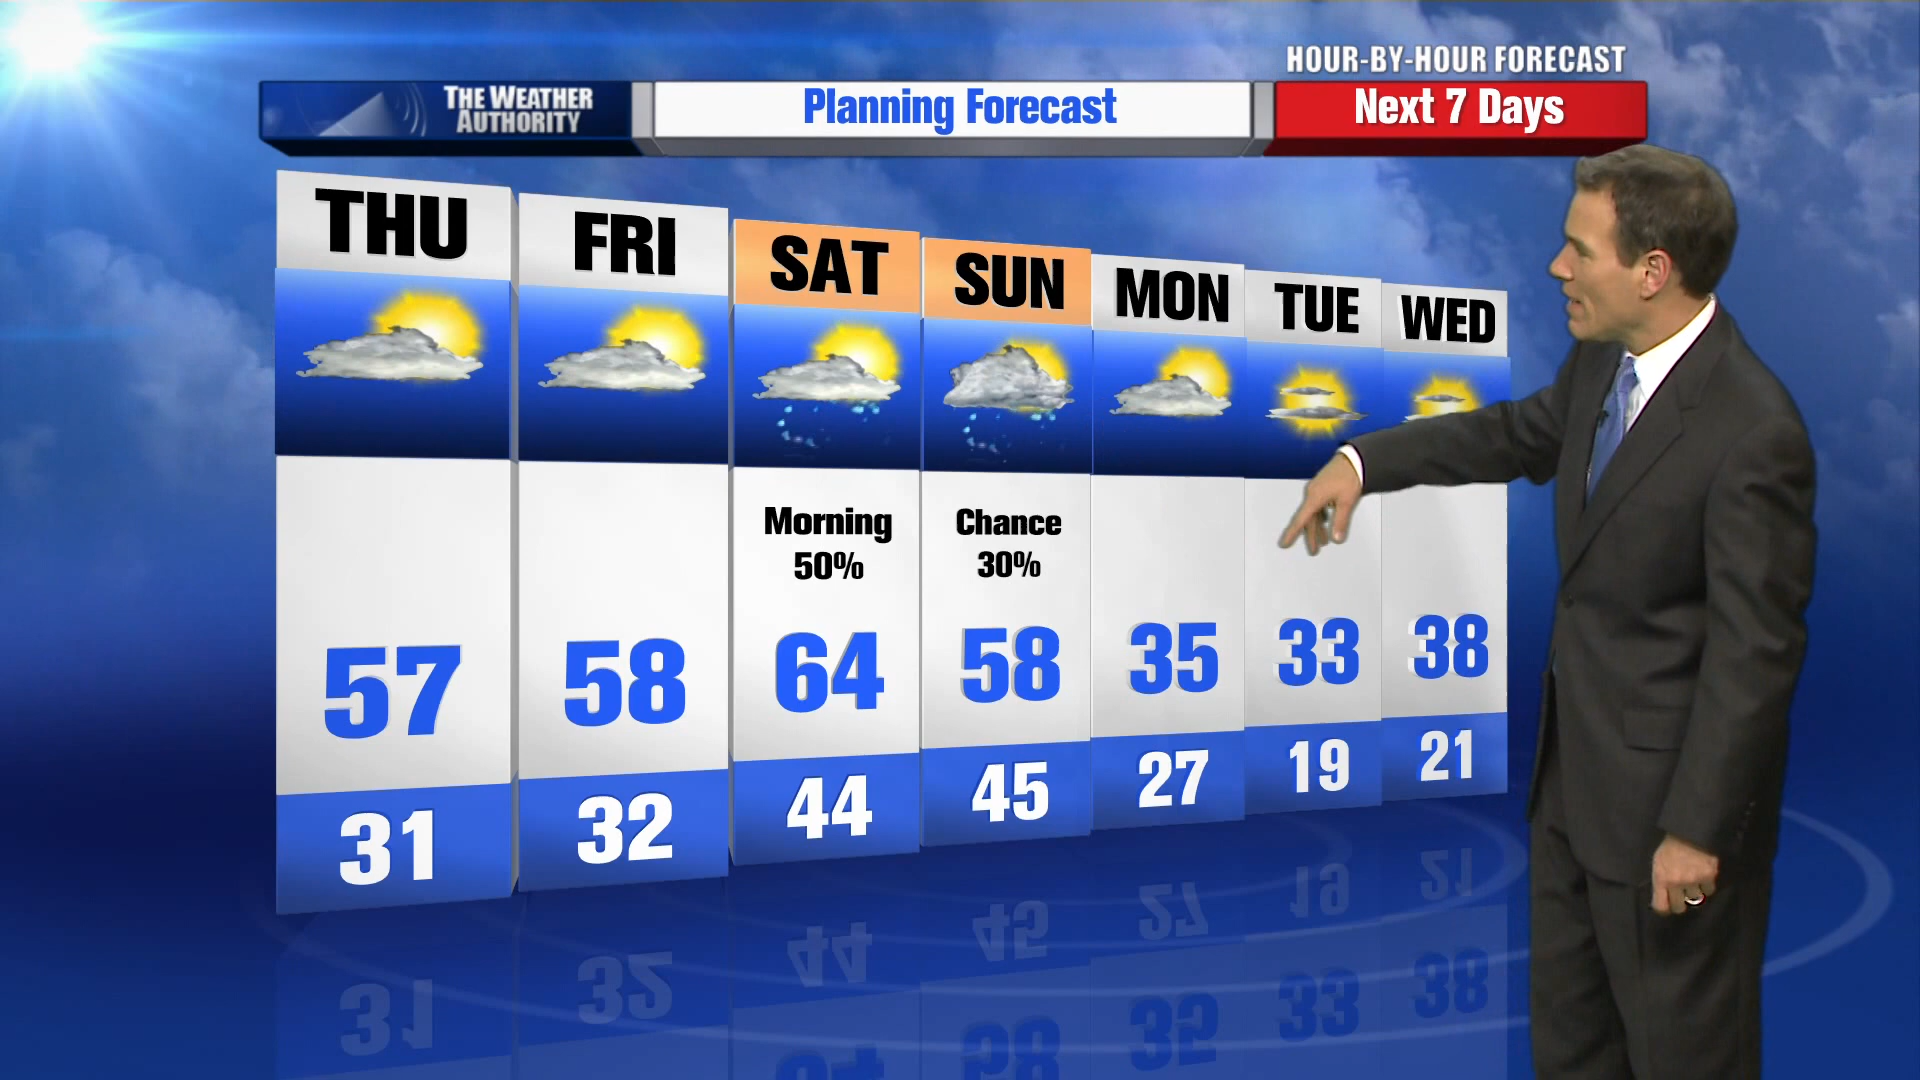 HOUR-BY-HOUR FORECAST
THE WEATHER
AUTHORITY
Planning Forecast
Next 7 Days
THU
FRI
SAT
SUN
MON
TUE
WED
Morning
50%
Chance
30%
57
58
64
58
35
33
38
31
32
44
45
27
19
21